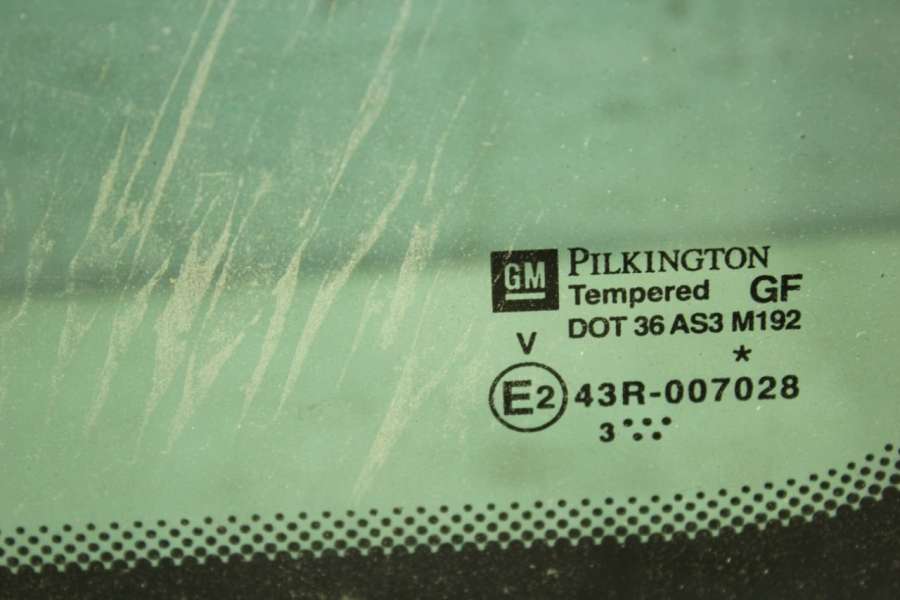 GM PILKINGTON
Tempered GF
DOT 36 AS3 M192
V *
E2 43R-007028
3